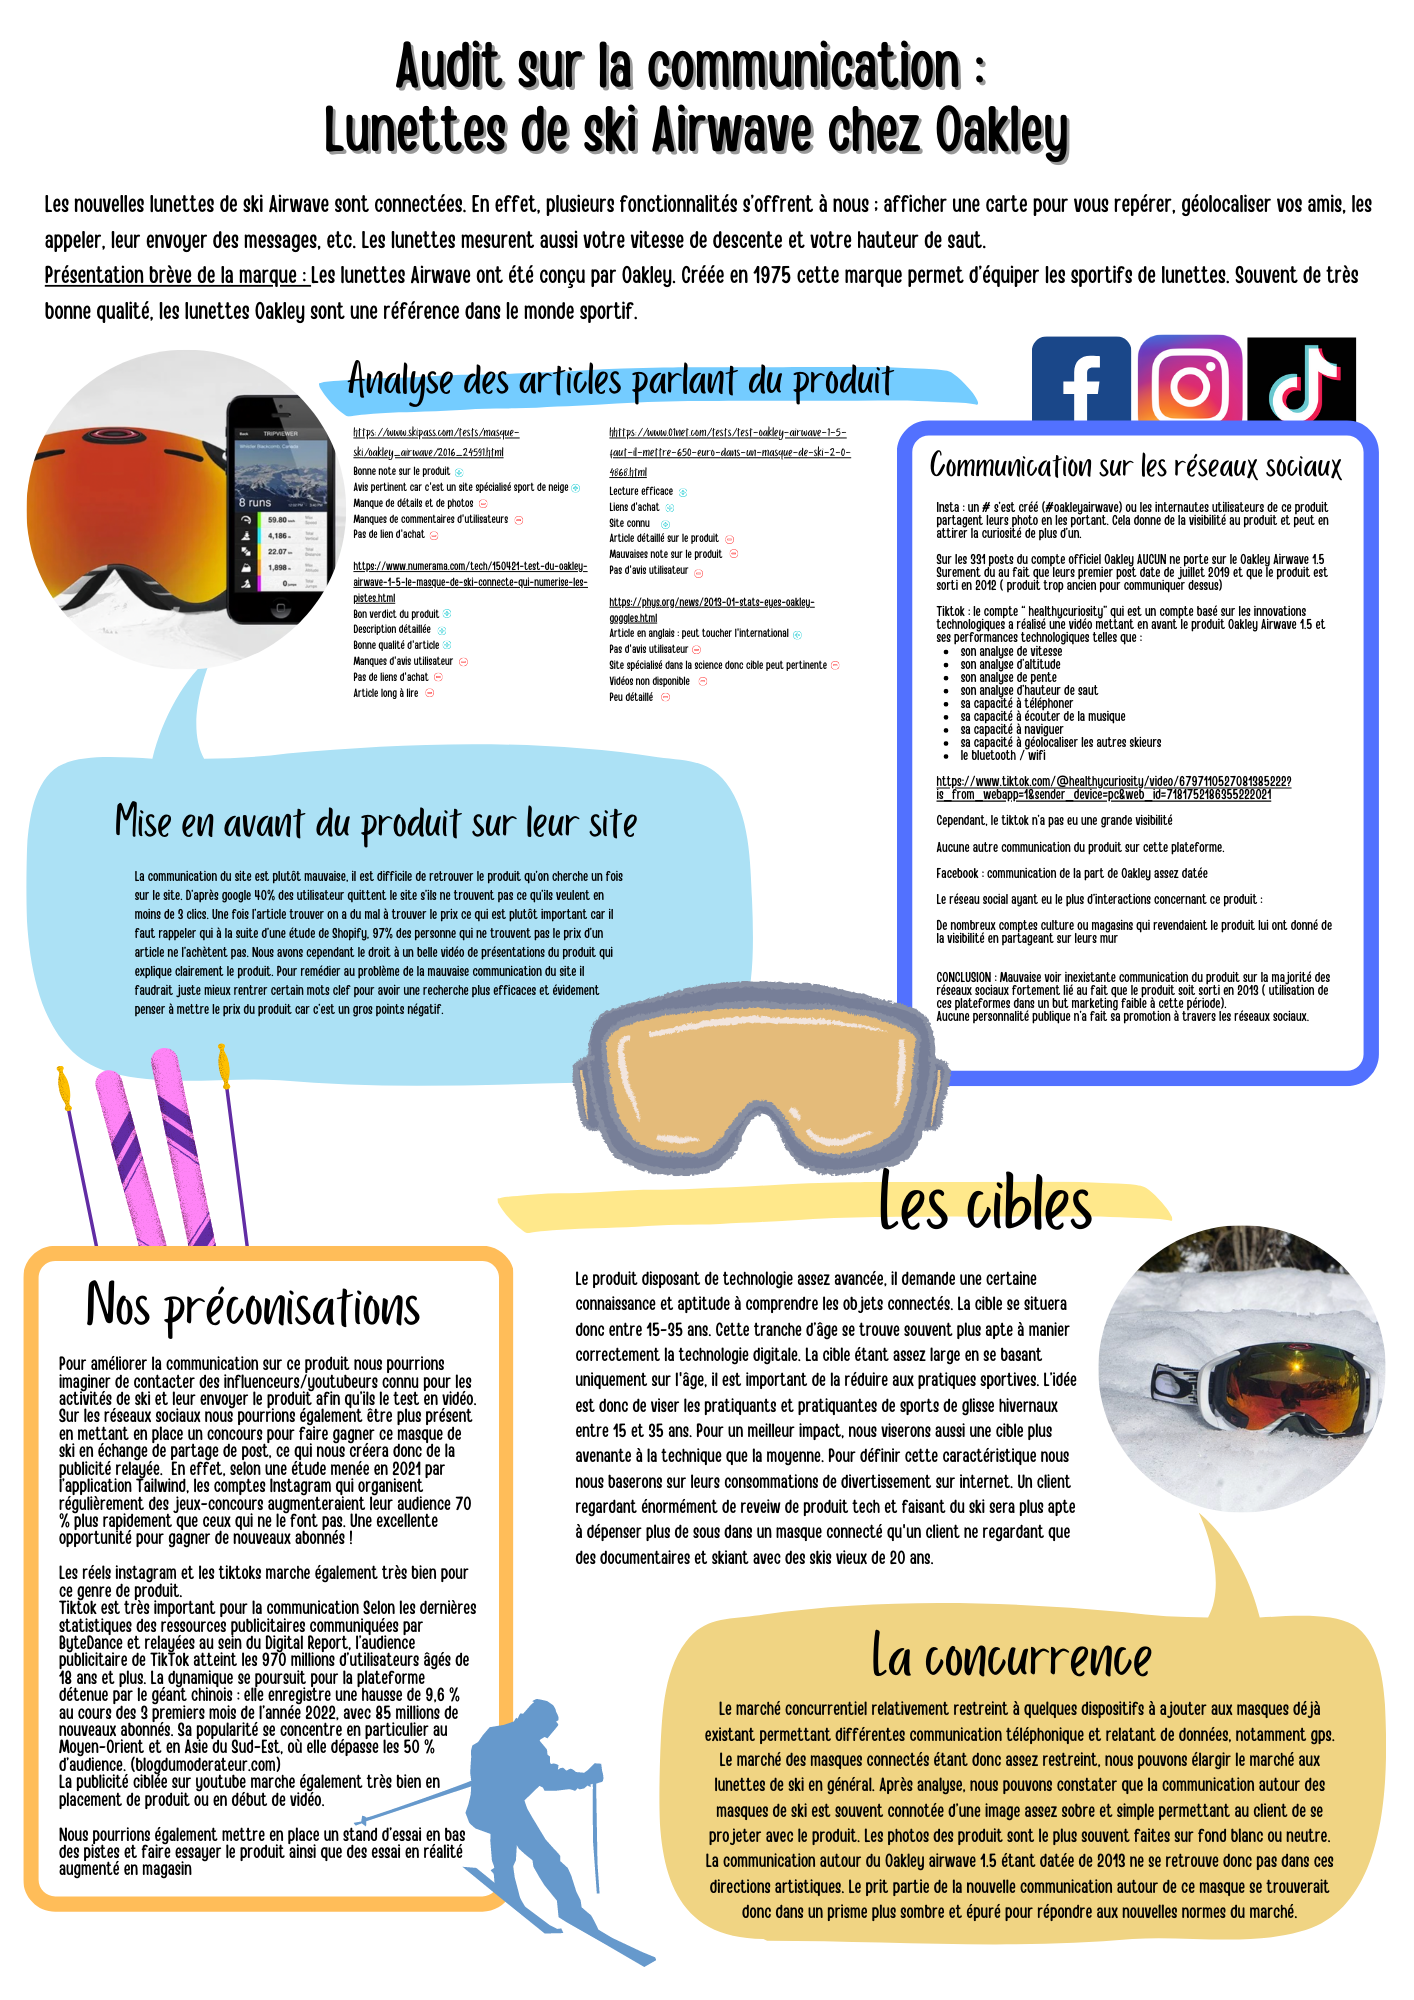 Audit sur la communication :
Lunettes de ski Airwave chez Oakley
Les nouvelles lunettes de ski Airwave sont connectées. En effet, plusieurs fonctionnalités s'offrent à nous : afficher une carte pour vous repérer, géolocaliser vos amis, les
appeler, leur envoyer des messages, etc. Les lunettes mesurent aussi votre vitesse de descente et votre hauteur de saut.
Présentation brève de la marque : Les lunettes Airwave ont été conçu par Oakley. Créée en 1975 cette marque permet d'équiper les sportifs de lunettes. Souvent de très
bonne qualité, les lunettes Oakley sont une référence dans le monde sportif.
TRIPVIEWER
8 runs
59.80
4,186
22.07
1,898
0
Analyse des articles parlant du produit
https://www.skipass.com/tests/masque-
ski/oakley_airwave/2016_24591.html
Bonne note sur le produit
Avis pertinent car c'est un site spécialisé sport de neige
Manque de détails et de photos
Manques de commentaires d'utilisateurs
Pas de lien d'achat
https://www.numerama.com/tech/150421-test-du-oakley-
airwave-1-5-le-masque-de-ski-connecte-qui-numerise-les-
pistes.html
Bon verdict du produit
Description détaillée
Bonne qualité d'article
Manques d'avis utilisateur
Pas de liens d'achat
Article long à lire
hhttps://www.01net.com/tests/test-oakley-airwave-1-5-
faut-il-mettre-650-euro-dans-un-masque-de-ski-2-0-
4868.html
Lecture efficace
Liens d'achat
Site connu
Article détaillé sur le produit
Mauvaises note sur le produit
Pas d'avis utilisateur
https://phys.org/news/2013-01-stats-eyes-oakley-
goggles.html
Article en anglais : peut toucher l'international
Pas d'avis utilisateur
Site spécialisé dans la science donc cible peut pertinente
Vidéos non disponible
Peu détaillé
Communication sur les réseaux sociaux
Insta : un # s'est créé (#oakleyairwave) ou les internautes utilisateurs de ce produit
partagent leurs photo en les portant. Cela donne de la visibilité au produit et peut en
attirer la curiosité de plus d'un.
Sur les 331 posts du compte officiel Oakley AUCUN ne porte sur le Oakley Airwave 1.5
Surement du au fait que leurs premier post date de juillet 2019 et que le produit est
sorti en 2012 ( produit trop ancien pour communiquer dessus)
Tiktok : le compte " healthycuriosity" qui est un compte basé sur les innovations
technologiques a réalisé une vidéo mettant en avant le produit Oakley Airwave 1.5 et
ses performances technologiques telles que :
• son analyse de vitesse
• son analyse d'altitude
• son analyse de pente
• son analyse d'hauteur de saut
• sa capacité à téléphoner
• sa capacité à écouter de la musique
• sa capacité à naviguer
• sa capacité à géolocaliser les autres skieurs
• le bluetooth / wifi
https://www.tiktok.com/@healthycuriosity/video/6797110527081385222?
is_from_webapp=1&sender_device=pc&web_id=7181752186355222021
Cependant, le tiktok n'a pas eu une grande visibilité
Aucune autre communication du produit sur cette plateforme.
Facebook : communication de la part de Oakley assez datée
Le réseau social ayant eu le plus d'interactions concernant ce produit :
De nombreux comptes culture ou magasins qui revendaient le produit lui ont donné de
la visibilité en partageant sur leurs mur
CONCLUSION : Mauvaise voir inexistante communication du produit sur la majorité des
réseaux sociaux fortement lié au fait que le produit soit sorti en 2013 ( utilisation de
ces plateformes dans un but marketing faible à cette période).
Aucune personnalité publique n'a fait sa promotion à travers les réseaux sociaux.
Mise en avant du produit sur leur site
La communication du site est plutôt mauvaise, il est difficile de retrouver le produit qu'on cherche un fois
sur le site. D'après google 40% des utilisateur quittent le site s'ils ne trouvent pas ce qu'ils veulent en
moins de 3 clics. Une fois l'article trouver on a du mal à trouver le prix ce qui est plutôt important car il
faut rappeler qui à la suite d'une étude de Shopify, 97% des personne qui ne trouvent pas le prix d'un
article ne l'achètent pas. Nous avons cependant le droit à un belle vidéo de présentations du produit qui
explique clairement le produit. Pour remédier au problème de la mauvaise communication du site il
faudrait juste mieux rentrer certain mots clef pour avoir une recherche plus efficaces et évidement
penser à mettre le prix du produit car c'est un gros points négatif.
Les cibles
Le produit disposant de technologie assez avancée, il demande une certaine
connaissance et aptitude à comprendre les objets connectés. La cible se situera
donc entre 15-35 ans. Cette tranche d'âge se trouve souvent plus apte à manier
correctement la technologie digitale. La cible étant assez large en se basant
uniquement sur l'âge, il est important de la réduire aux pratiques sportives. L'idée
est donc de viser les pratiquants et pratiquantes de sports de glisse hivernaux
entre 15 et 35 ans. Pour un meilleur impact, nous viserons aussi une cible plus
avenante à la technique que la moyenne. Pour définir cette caractéristique nous
nous baserons sur leurs consommations de divertissement sur internet. Un client
regardant énormément de reveiw de produit tech et faisant du ski sera plus apte
à dépenser plus de sous dans un masque connecté qu'un client ne regardant que
des documentaires et skiant avec des skis vieux de 20 ans.
Nos préconisations
Pour améliorer la communication sur ce produit nous pourrions
imaginer de contacter des influenceurs/youtubeurs connu pour les
activités de ski et leur envoyer le produit afin qu'ils le test en vidéo.
Sur les réseaux sociaux nous pourrions également être plus présent
en mettant en place un concours pour faire gagner ce masque de
ski en échange de partage de post, ce qui nous créera donc de la
publicité relayée. En effet, selon une étude menée en 2021 par
l'application Tailwind, les comptes Instagram qui organisent
régulièrement des jeux-concours augmenteraient leur audience 70
% plus rapidement que ceux qui ne le font pas. Une excellente
opportunité pour gagner de nouveaux abonnés !
Les réels instagram et les tiktoks marche également très bien pour
ce genre de produit.
Tiktok est très important pour la communication Selon les dernières
statistiques des ressources publicitaires communiquées par
ByteDance et relayées au sein du Digital Report, l'audience
publicitaire de TikTok atteint les 970 millions d'utilisateurs âgés de
18 ans et plus. La dynamique se poursuit pour la plateforme
détenue par le géant chinois : elle enregistre une hausse de 9,6 %
au cours des 3 premiers mois de l'année 2022, avec 85 millions de
nouveaux abonnés. Sa popularité se concentre en particulier au
Moyen-Orient et en Asie du Sud-Est, où elle dépasse les 50 %
d'audience. (blogdumoderateur.com)
La publicité ciblée sur youtube marche également très bien en
placement de produit ou en début de vidéo.
Nous pourrions également mettre en place un stand d'essai en bas
des pistes et faire essayer le produit ainsi que des essai en réalité
augmenté en magasin
La concurrence
Le marché concurrentiel relativement restreint à quelques dispositifs à ajouter aux masques déjà
existant permettant différentes communication téléphonique et relatant de données, notamment gps.
Le marché des masques connectés étant donc assez restreint, nous pouvons élargir le marché aux
lunettes de ski en général. Après analyse, nous pouvons constater que la communication autour des
masques de ski est souvent connotée d'une image assez sobre et simple permettant au client de se
projeter avec le produit. Les photos des produit sont le plus souvent faites sur fond blanc ou neutre.
La communication autour du Oakley airwave 1.5 étant datée de 2013 ne se retrouve donc pas dans ces
directions artistiques. Le prit partie de la nouvelle communication autour de ce masque se trouverait
donc dans un prisme plus sombre et épuré pour répondre aux nouvelles normes du marché.